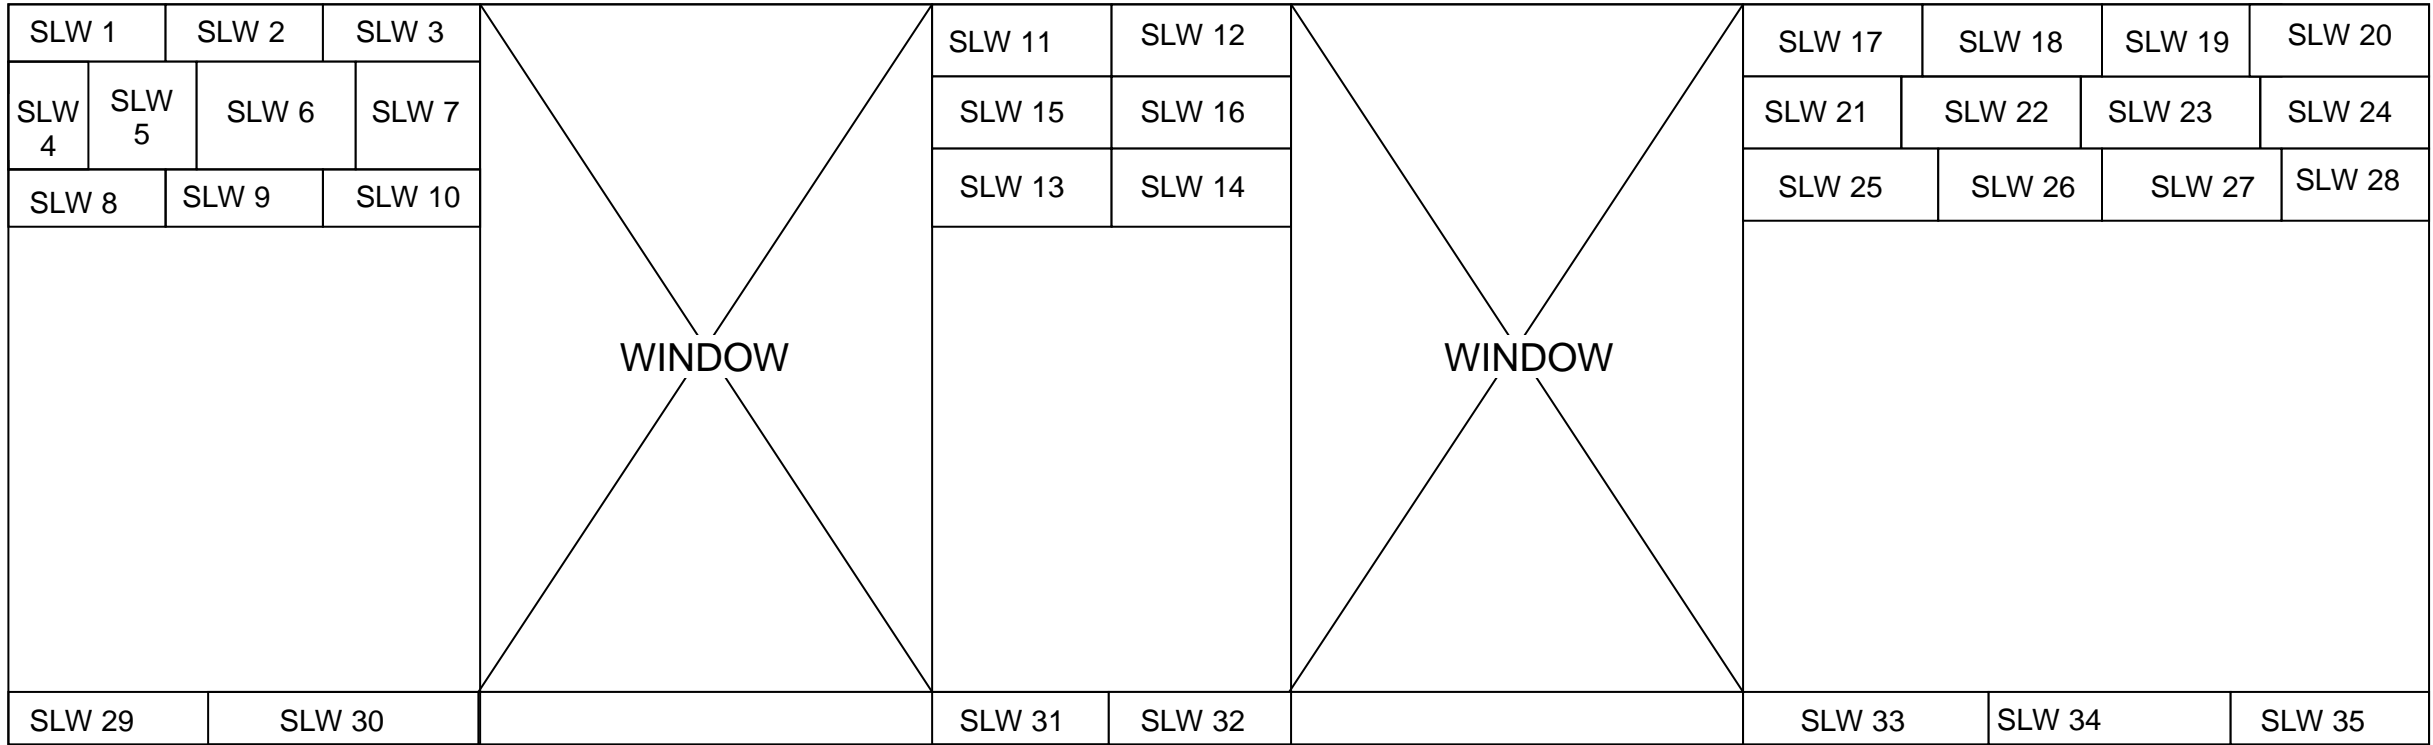 SLW 1
SLW 2
SLW 3
SLW 11
SLW 12
SLW 17
SLW 18
SLW 19
SLW 20
SLW
4
SLW
5
SLW 6
SLW 7
SLW 15
SLW 16
SLW 21
SLW 22
SLW 23
SLW 24
SLW 8
SLW 9
SLW 10
SLW 13
SLW 14
SLW 25
SLW 26
SLW 27
SLW 28
WINDOW
WINDOW
SLW 29
SLW 30
SLW 31
SLW 32
SLW 33
SLW 34
SLW 35